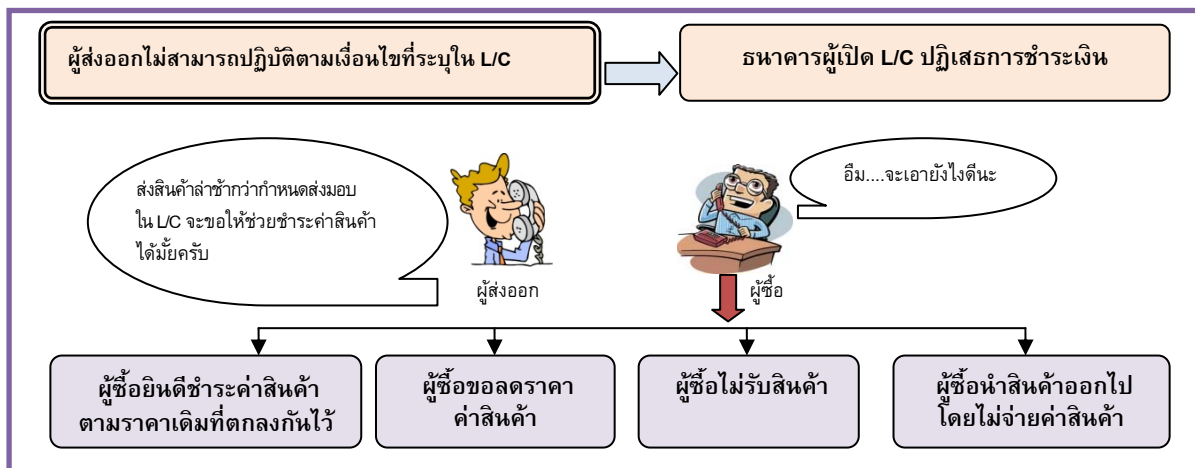 ผู้ส่งออกไม่สามารถปฏิบัติตามเงื่อนไขที่ระบุใน L/C
ธนาคารผู้เปิด L/C ปฏิเสธการชำระเงิน
ส่งสินค้าล่าช้ากว่ากำหนดส่งมอบ
ใน L/C จะขอให้ช่วยชำระค่าสินค้า
ได้มั้ยครับ
อืม....จะเอายังไงดีนะ
ผู้ส่งออก
ผู้ซื้อ
ผู้ซื้อยินดีชำระค่าสินค้า
ตามราคาเดิมที่ตกลงกันไว้
ผู้ซื้อขอลดราคา
ค่าสินค้า
ผู้ซื้อไม่รับสินค้า
ผู้ซื้อนำสินค้าออกไป
โดยไม่จ่ายค่าสินค้า